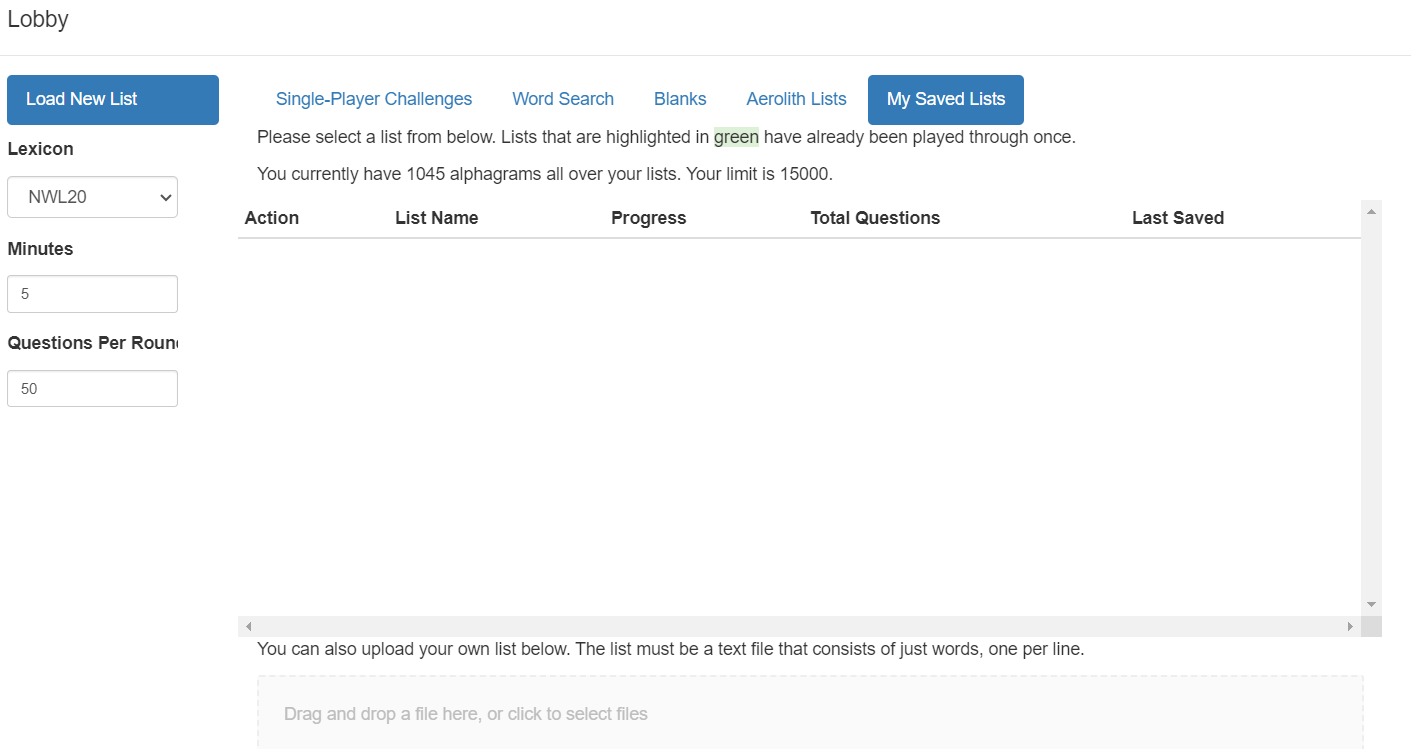 Lobby
Load New List
Single-Player Challenges Word Search Blanks Aerolith Lists My Saved Lists
Please select a list from below. Lists that are highlighted in green have already been played through once.
You currently have 1045 alphagrams all over your lists. Your limit is 15000.
Lexicon
NWL20
Minutes
5
Questions Per Roun
50
Action List Name Progress Total Questions Last Saved
You can also upload your own list below. The list must be a text file that consists of just words, one per line.
Drag and drop a file here, or click to select files